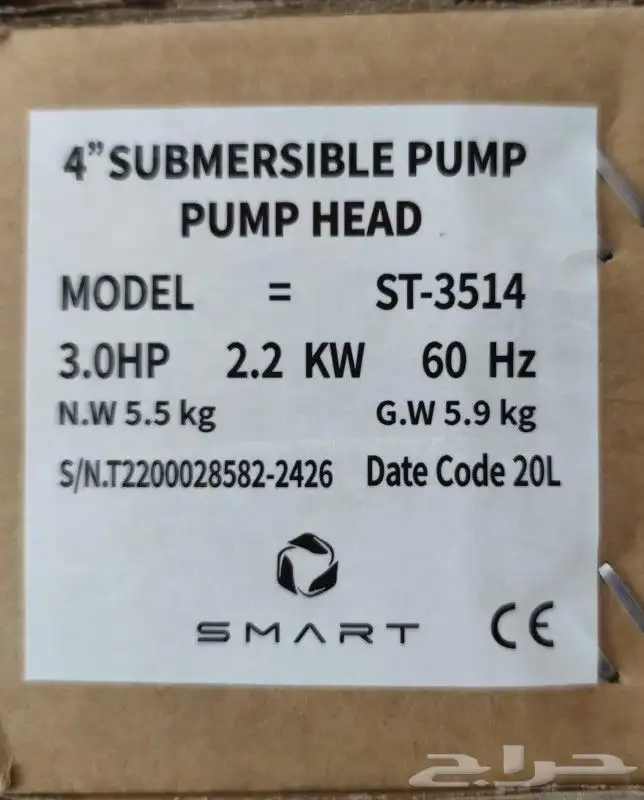 4” SUBMERSIBLE PUMP
PUMP HEAD
MODEL = ST-3514
3.0HP 2.2 KW 60 Hz
N.W 5.5 kg G.W 5.9 kg
S/N.T2200028582-2426 Date Code 20L
SMART CE
حراج